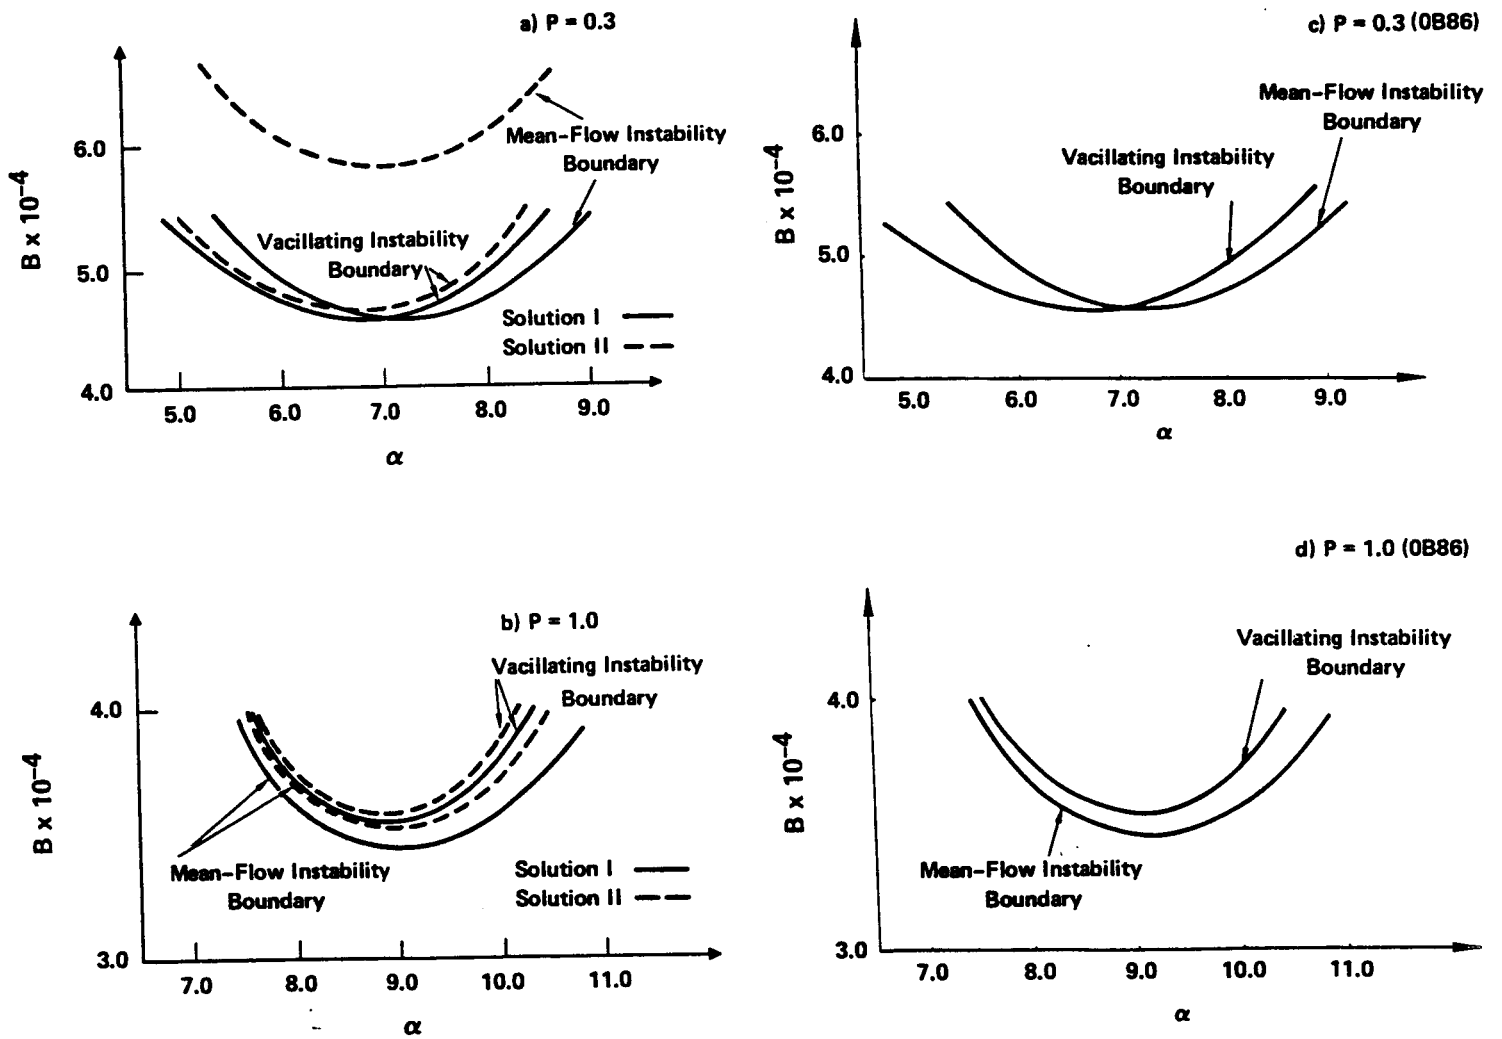 a) P = 0.3
B x 10⁻⁴
6.0
5.0
4.0
5.0 6.0 7.0 8.0 9.0
α
Mean-Flow Instability
Boundary
Vacillating Instability
Boundary
Solution I
Solution II
c) P = 0.3 (0B86)
B x 10⁻⁴
6.0
5.0
4.0
5.0 6.0 7.0 8.0 9.0
α
Mean-Flow Instability
Boundary
Vacillating Instability
Boundary
b) P = 1.0
B x 10⁻⁴
4.0
3.0
7.0 8.0 9.0 10.0 11.0
α
Vacillating Instability
Boundary
Mean-Flow Instability
Boundary
Solution I
Solution II
d) P = 1.0 (0B86)
B x 10⁻⁴
4.0
3.0
7.0 8.0 9.0 10.0 11.0
α
Vacillating Instability
Boundary
Mean-Flow Instability
Boundary